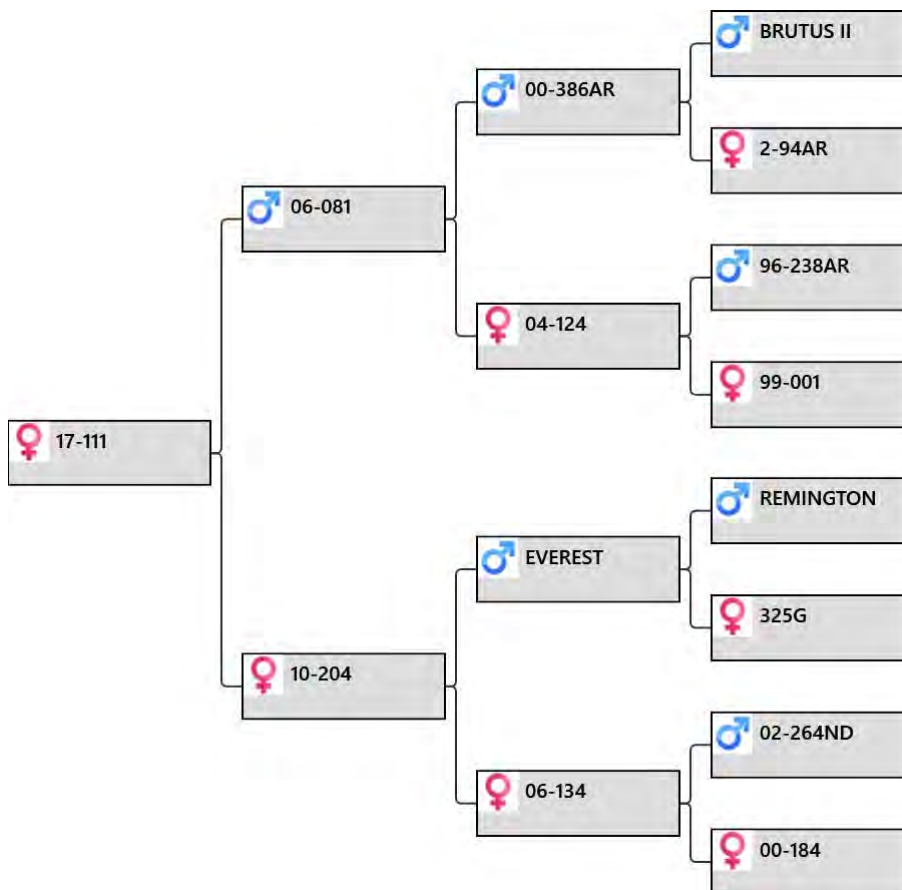 BRUTUS II
00-386AR
2-94AR
06-081
96-238AR
04-124
99-001
17-111
REMINGTON
EVEREST
325G
10-204
02-264ND
06-134
00-184